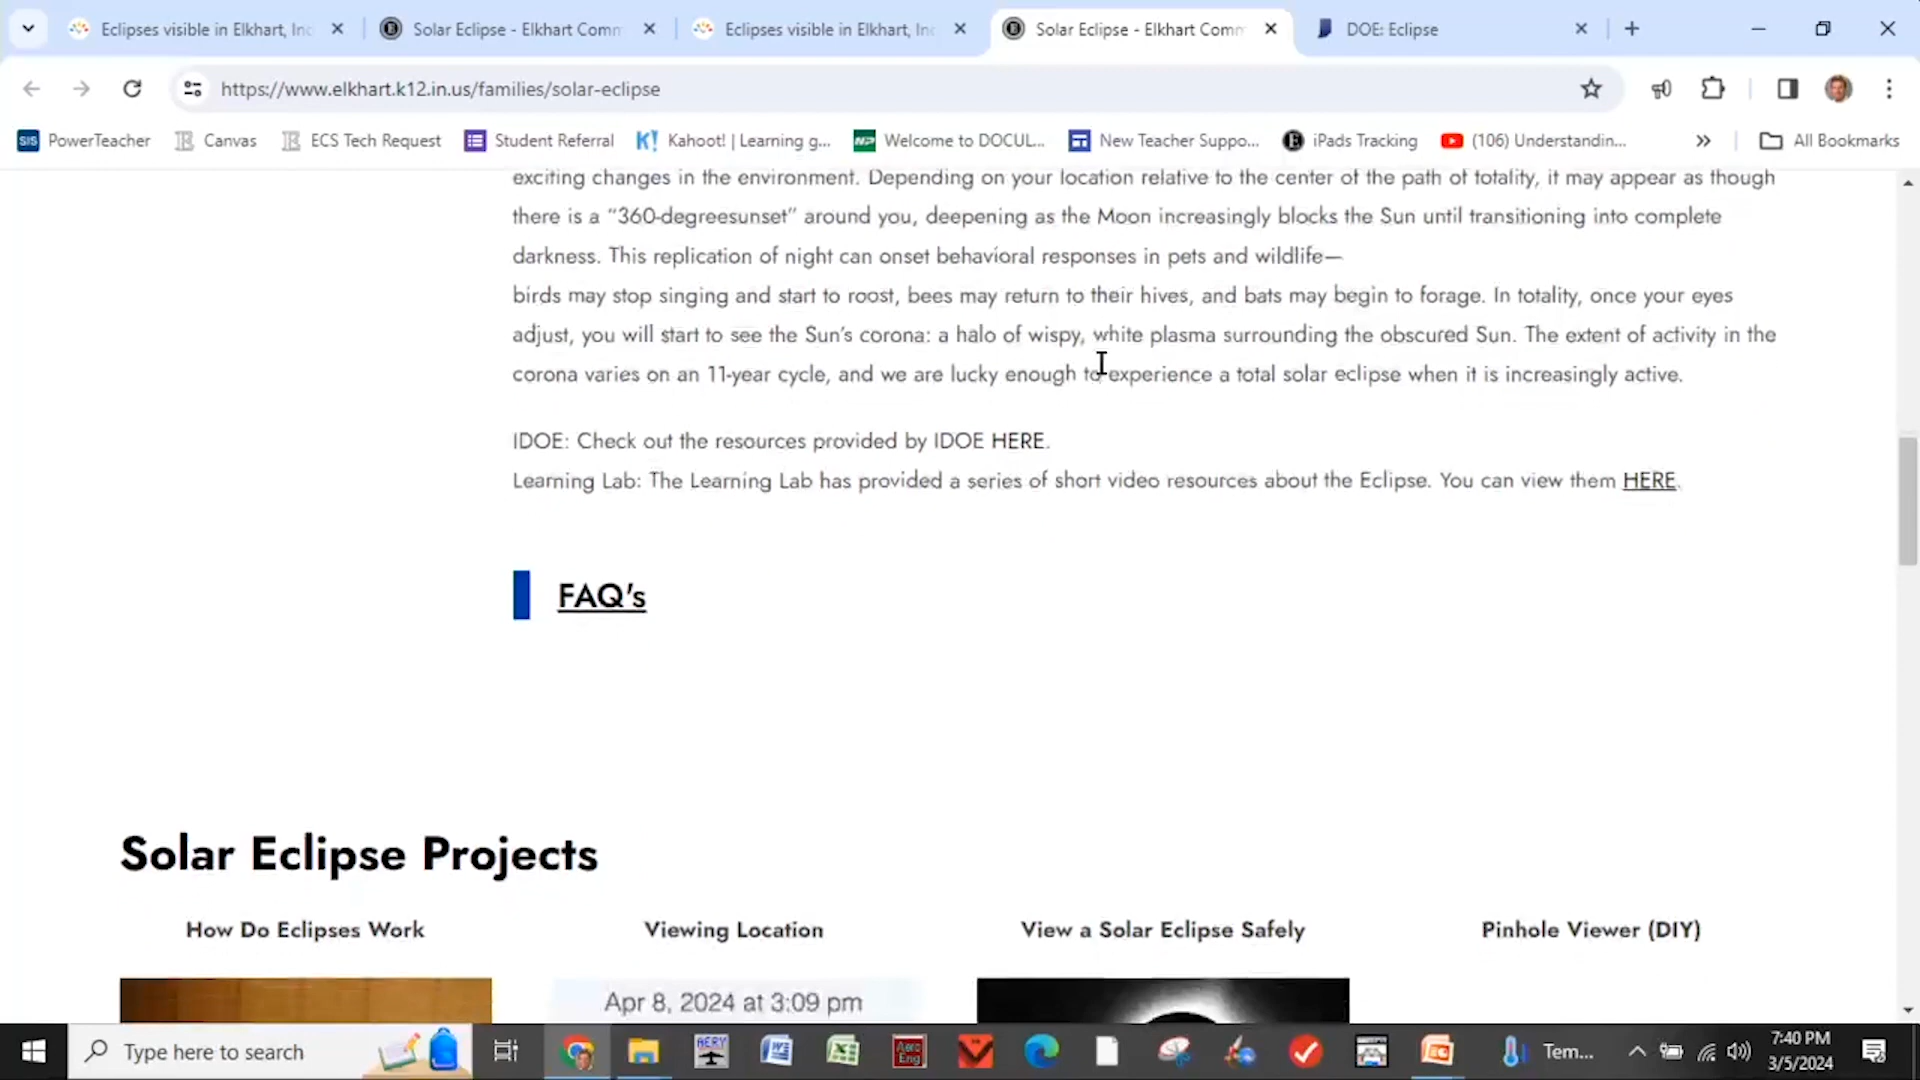 Eclipses visible in Elkhart, Inc
Solar Eclipse - Elkhart Comm
Eclipses visible in Elkhart, Inc
Solar Eclipse - Elkhart Comm
DOE: Eclipse
https://www.elkhart.k12.in.us/families/solar-eclipse
SIS PowerTeacher
Canvas
ECS Tech Request
Student Referral
K! Kahoot! | Learning g...
Welcome to DOCUL...
New Teacher Suppo...
iPads Tracking
(106) Understandin...
»
All Bookmarks
exciting changes in the environment. Depending on your location relative to the center of the path of totality, it may appear as though
there is a “360-degreesunset” around you, deepening as the Moon increasingly blocks the Sun until transitioning into complete
darkness. This replication of night can onset behavioral responses in pets and wildlife—
birds may stop singing and start to roost, bees may return to their hives, and bats may begin to forage. In totality, once your eyes
adjust, you will start to see the Sun’s corona: a halo of wispy, white plasma surrounding the obscured Sun. The extent of activity in the
corona varies on an 11-year cycle, and we are lucky enough to experience a total solar eclipse when it is increasingly active.
IDOE: Check out the resources provided by IDOE HERE.
Learning Lab: The Learning Lab has provided a series of short video resources about the Eclipse. You can view them HERE.
FAQ's
Solar Eclipse Projects
How Do Eclipses Work
Viewing Location
View a Solar Eclipse Safely
Pinhole Viewer (DIY)
Apr 8, 2024 at 3:09 pm
Type here to search
AERY
Aero
Eng
Tem...
7:40 PM
3/5/2024